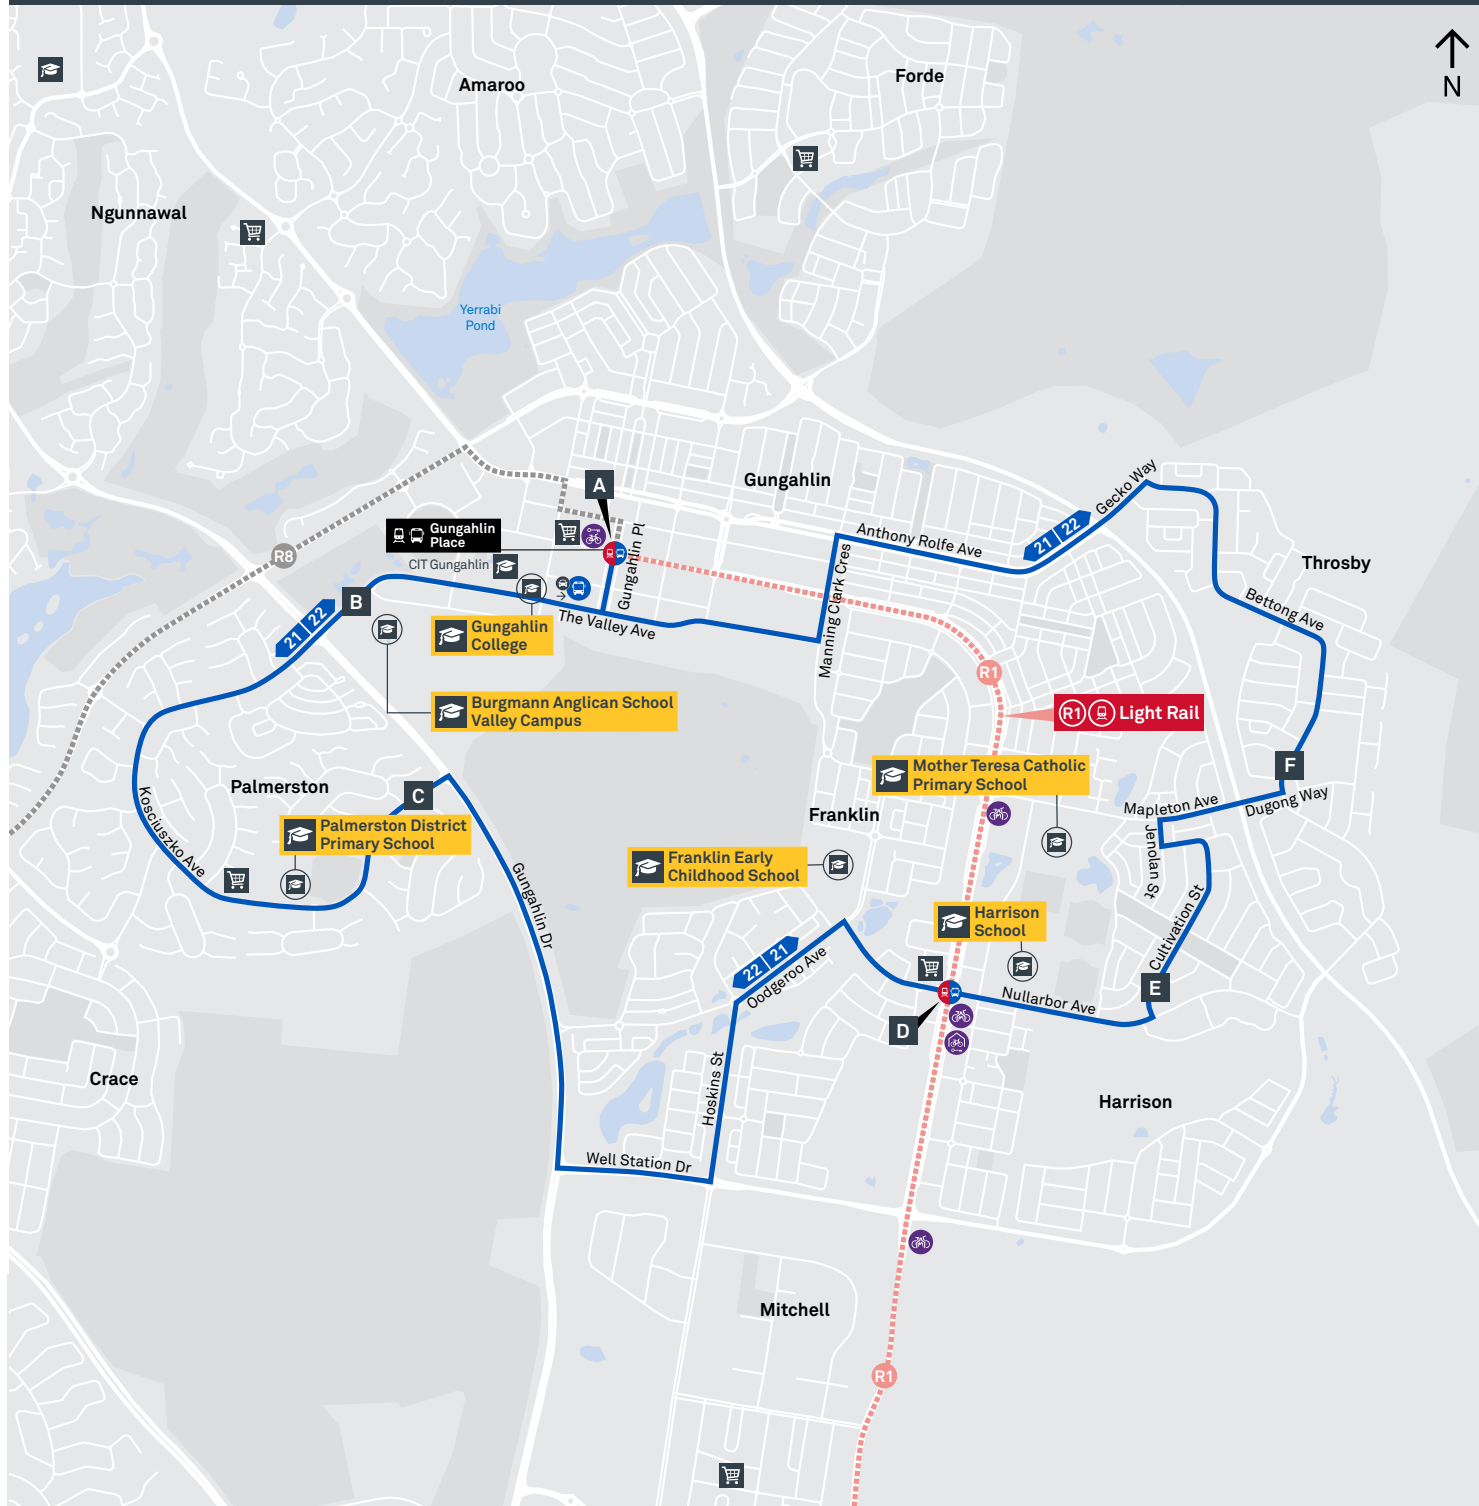 Amaroo
Forde
N
Ngunnawal
Yerrabi
Pond
Gungahlin
A
Gungahlin
Place
CIT Gungahlin
Gungahlin Pl
R8
B
21 22
The Valley Ave
Gungahlin
College
Burgmann Anglican School
Valley Campus
Manning Clark Cres
Anthony Rolfe Ave
21 22
Gecko Way
Throsby
Bettong Ave
R1
R1 Light Rail
F
Mother Teresa Catholic
Primary School
Mapleton Ave
Dugong Way
Jenolan St
Palmerston
C
Palmerston District
Primary School
Kosciuszko Ave
Gungahlin Dr
Franklin
Franklin Early
Childhood School
Harrison
School
Cultivation St
22 21
Oodgeroo Ave
Nullarbor Ave
E
D
Crace
Hoskins St
Harrison
Well Station Dr
Mitchell
R1